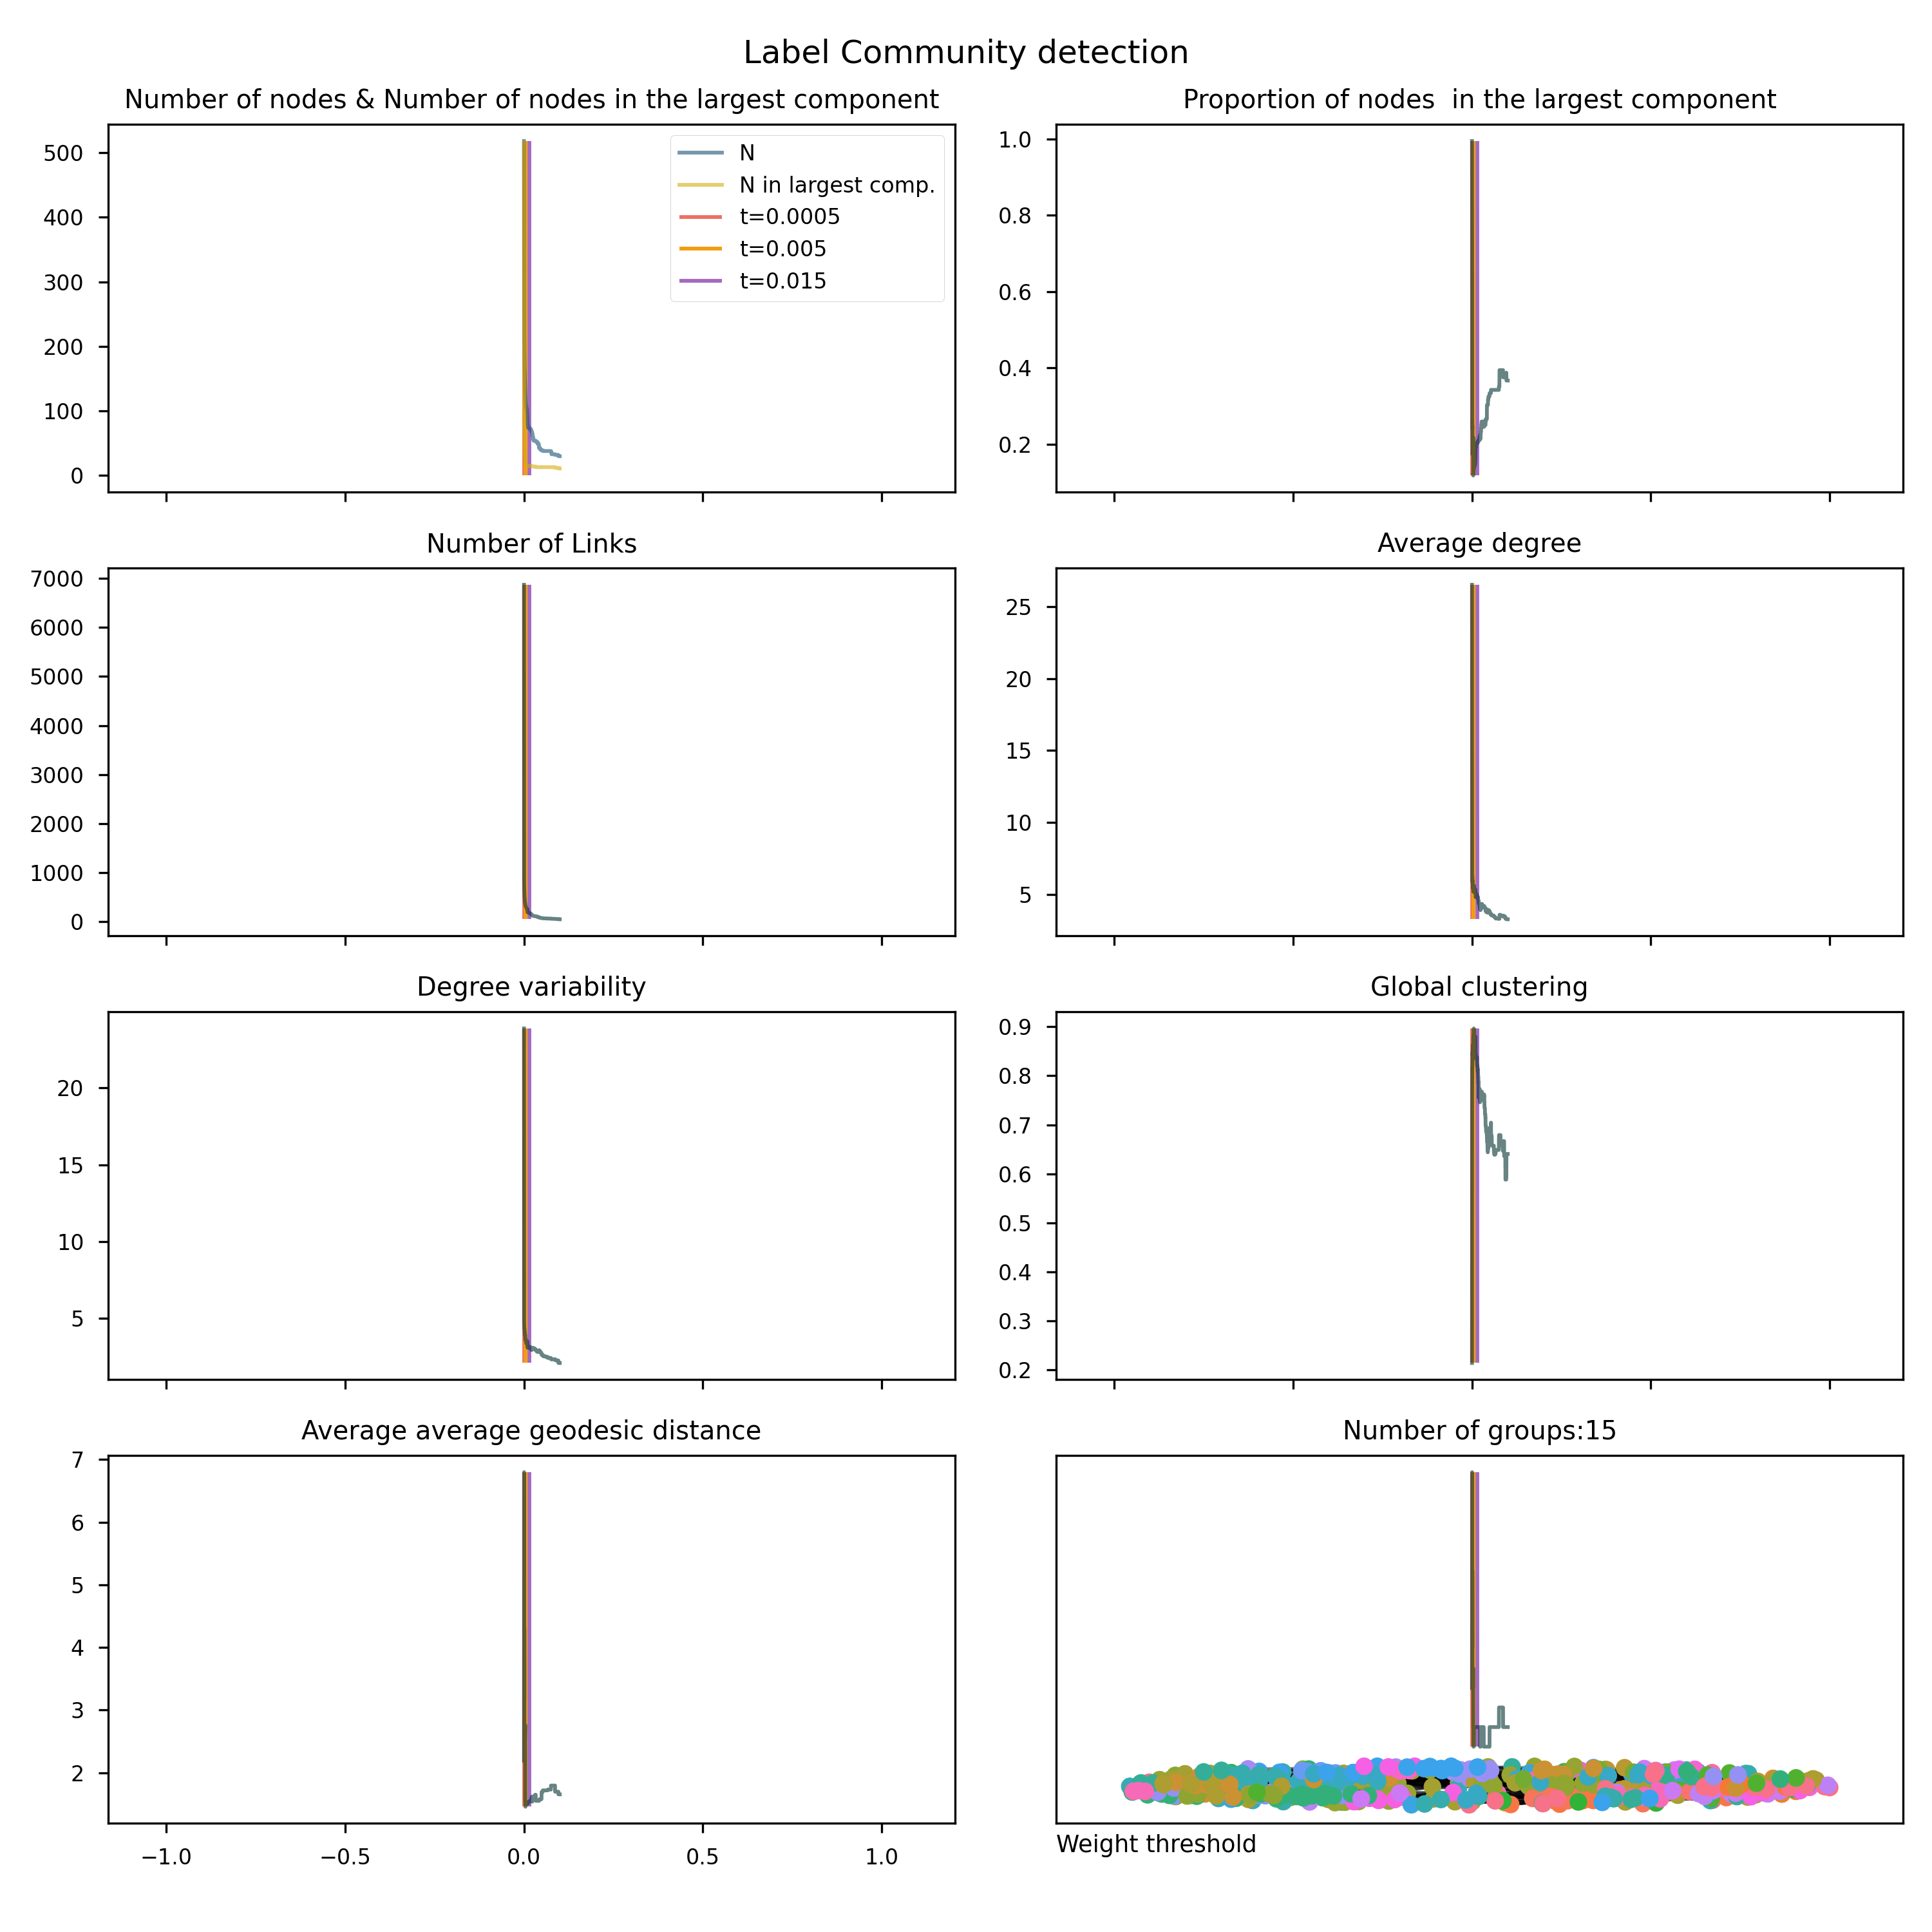 Label Community detection
Number of nodes & Number of nodes in the largest component
500
400
300
200
100
0
N
N in largest comp.
t=0.0005
t=0.005
t=0.015
Proportion of nodes  in the largest component
1.0
0.8
0.6
0.4
0.2
Number of Links
7000
6000
5000
4000
3000
2000
1000
0
Average degree
25
20
15
10
5
Degree variability
20
15
10
5
Global clustering
0.9
0.8
0.7
0.6
0.5
0.4
0.3
0.2
Average average geodesic distance
7
6
5
4
3
2
−1.0 −0.5 0.0 0.5 1.0
Number of groups:15
Weight threshold